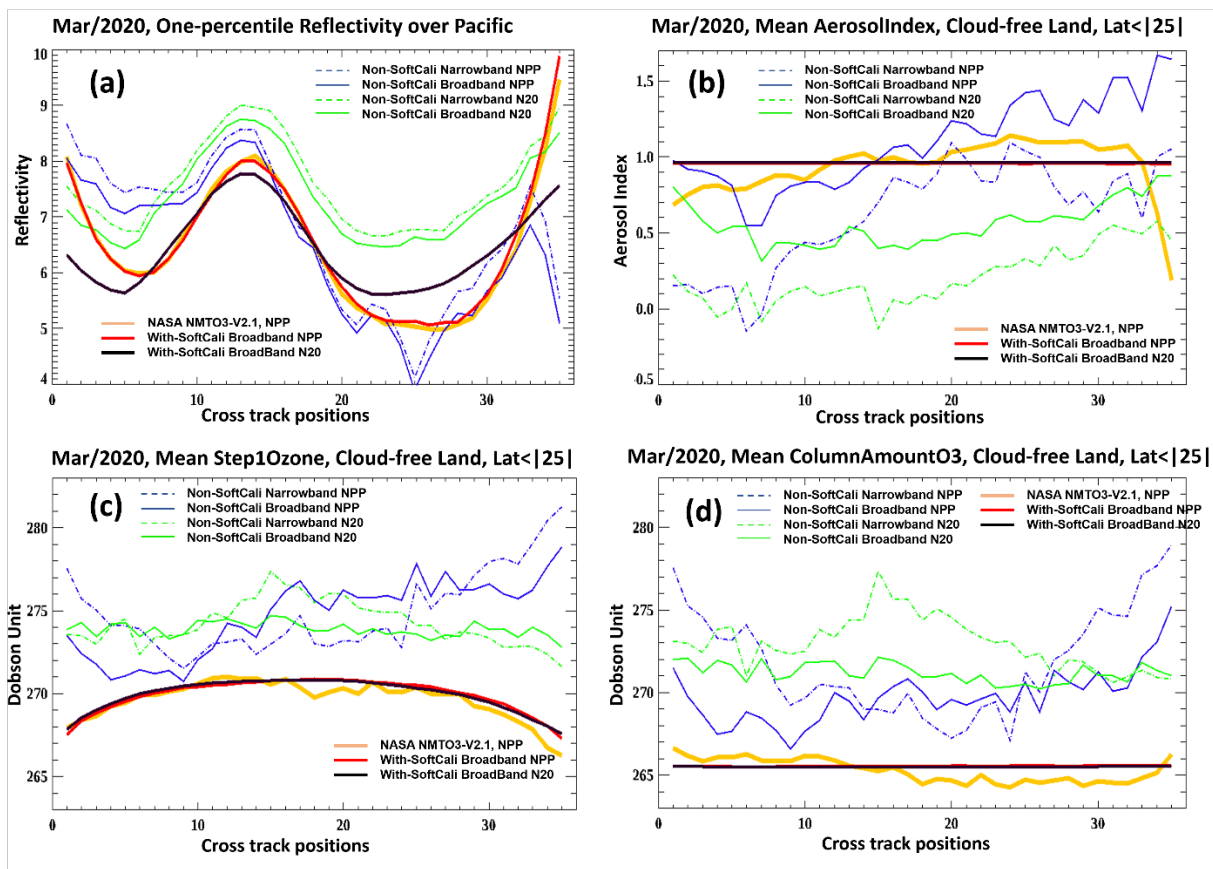 Mar/2020, One-percentile Reflectivity over Pacific
(a)
Non-SoftCali Narrowband NPP
Non-SoftCali Broadband NPP
Non-SoftCali Narrowband N20
Non-SoftCali Broadband N20
Reflectivity
10
9
8
7
6
5
4
NASA NMTO3-V2.1, NPP
With-SoftCali Broadband NPP
With-SoftCali BroadBand N20
0
10
20
30
Cross track positions
Mar/2020, Mean AerosolIndex, Cloud-free Land, Lat<|25|
(b)
Non-SoftCali Narrowband NPP
Non-SoftCali Broadband NPP
Non-SoftCali Narrowband N20
Non-SoftCali Broadband N20
Aerosol Index
1.5
1.0
0.5
0.0
-0.5
NASA NMTO3-V2.1, NPP
With-SoftCali Broadband NPP
With-SoftCali BroadBand N20
0
10
20
30
Cross track positions
Mar/2020, Mean Step1Ozone, Cloud-free Land, Lat<|25|
(c)
Non-SoftCali Narrowband NPP
Non-SoftCali Broadband NPP
Non-SoftCali Narrowband N20
Non-SoftCali Broadband N20
Dobson Unit
280
275
270
265
NASA NMTO3-V2.1, NPP
With-SoftCali Broadband NPP
With-SoftCali BroadBand N20
0
10
20
30
Cross track positions
Mar/2020, Mean ColumnAmountO3, Cloud-free Land, Lat<|25|
(d)
Non-SoftCali Narrowband NPP
Non-SoftCali Broadband NPP
Non-SoftCali Narrowband N20
Non-SoftCali Broadband N20
NASA NMTO3-V2.1, NPP
With-SoftCali Broadband NPP
With-SoftCali BroadBand N20
Dobson Unit
280
275
270
265
0
10
20
30
Cross track positions